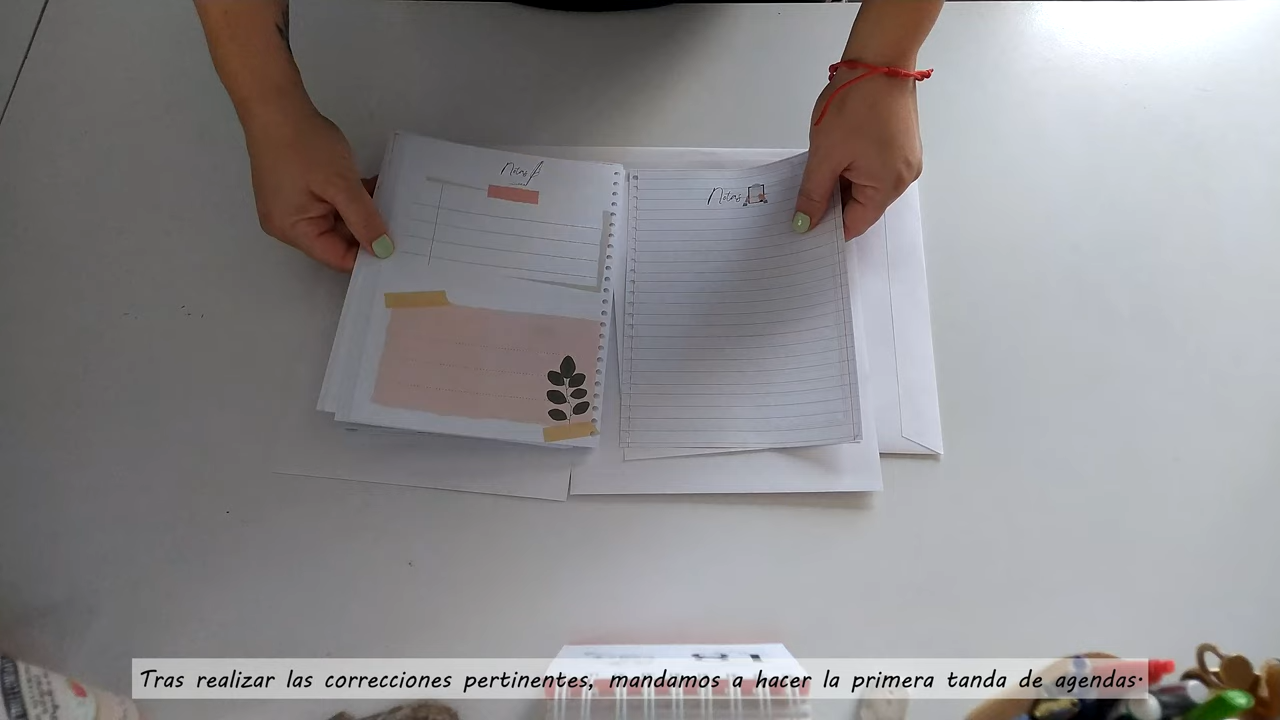 Notas
Notas
Tras realizar las correcciones pertinentes, mandamos a hacer la primera tanda de agendas.